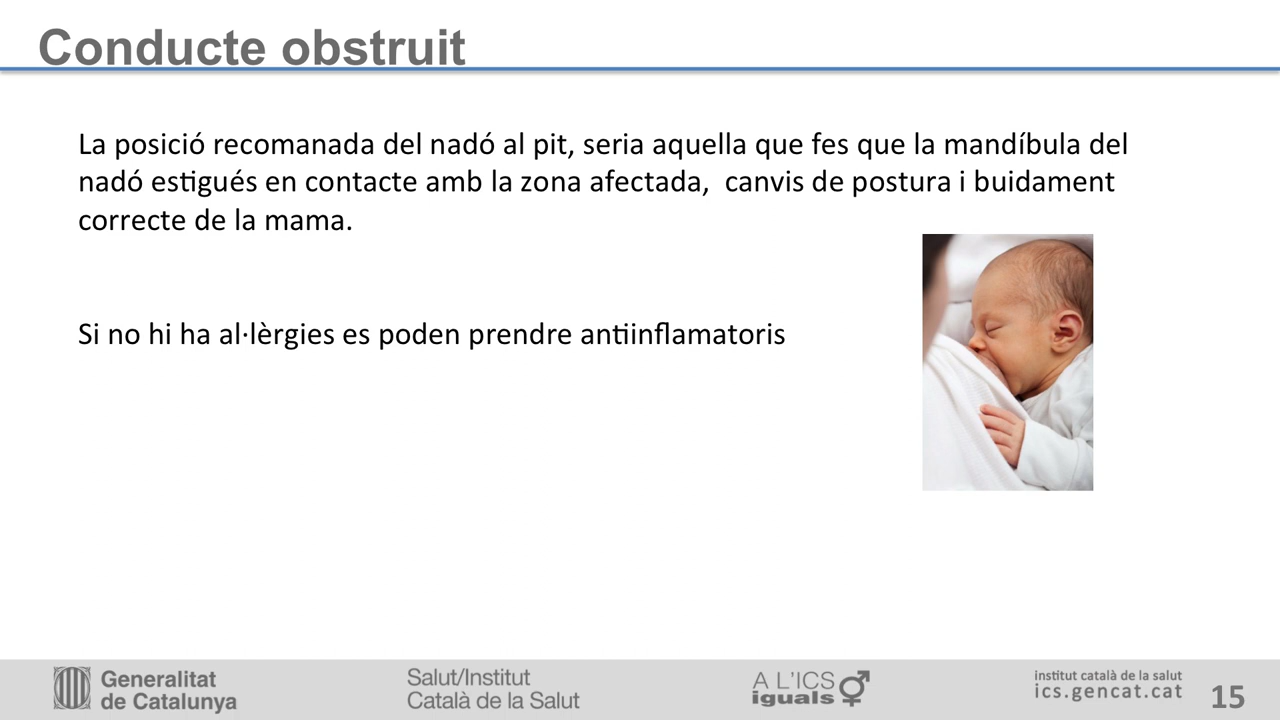 Conducte obstruit
La posició recomanada del nadó al pit, seria aquella que fes que la mandíbula del
nadó estigués en contacte amb la zona afectada,  canvis de postura i buidament
correcte de la mama.
Si no hi ha al·lèrgies es poden prendre antiinflamatoris
Generalitat
de Catalunya
Salut/Institut
Català de la Salut
A L'ICS
iguals
institut català de la salut
ics.gencat.cat
15